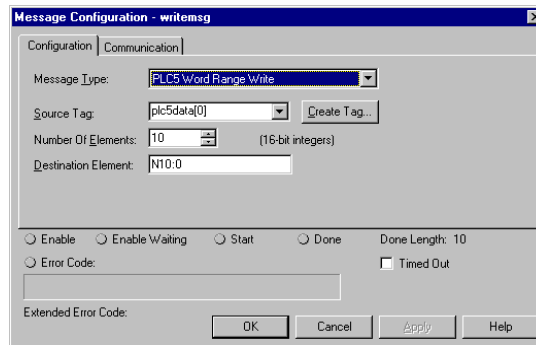 Message Configuration - writemsg
Configuration Communication
Message Type: PLC5 Word Range Write
Source Tag: plc5data[0] Create Tag...
Number Of Elements: 10 (16-bit integers)
Destination Element: N10:0
Enable Enable Waiting Start Done Done Length: 10
Error Code: Timed Out
Extended Error Code:
OK Cancel Apply Help